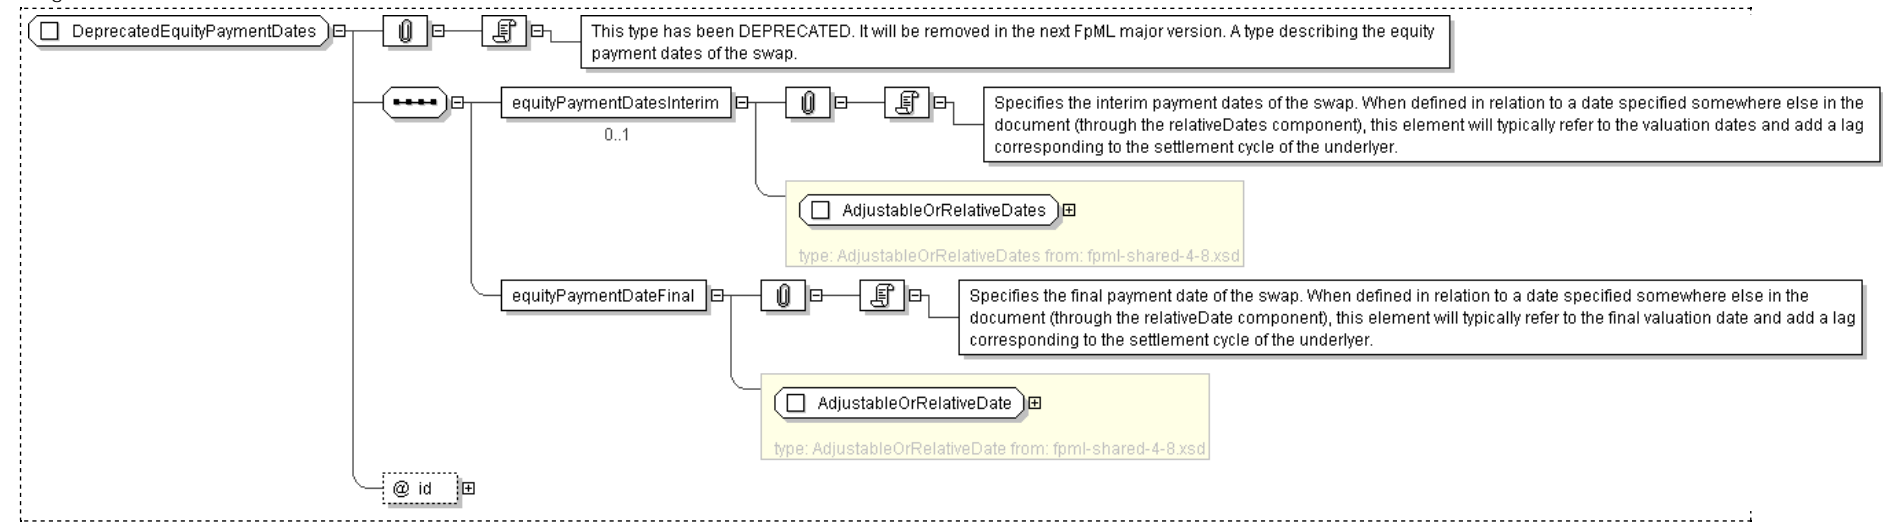 DeprecatedEquityPaymentDates
This type has been DEPRECATED. It will be removed in the next FpML major version. A type describing the equity
payment dates of the swap.
equityPaymentDatesInterim
0..1
Specifies the interim payment dates of the swap. When defined in relation to a date specified somewhere else in the
document (through the relativeDates component), this element will typically refer to the valuation dates and add a lag
corresponding to the settlement cycle of the underlyer.
AdjustableOrRelativeDates
type: AdjustableOrRelativeDates from: fpml-shared-4-8.xsd
equityPaymentDateFinal
Specifies the final payment date of the swap. When defined in relation to a date specified somewhere else in the
document (through the relativeDate component), this element will typically refer to the final valuation date and add a lag
corresponding to the settlement cycle of the underlyer.
AdjustableOrRelativeDate
type: AdjustableOrRelativeDate from: fpml-shared-4-8.xsd
@ id